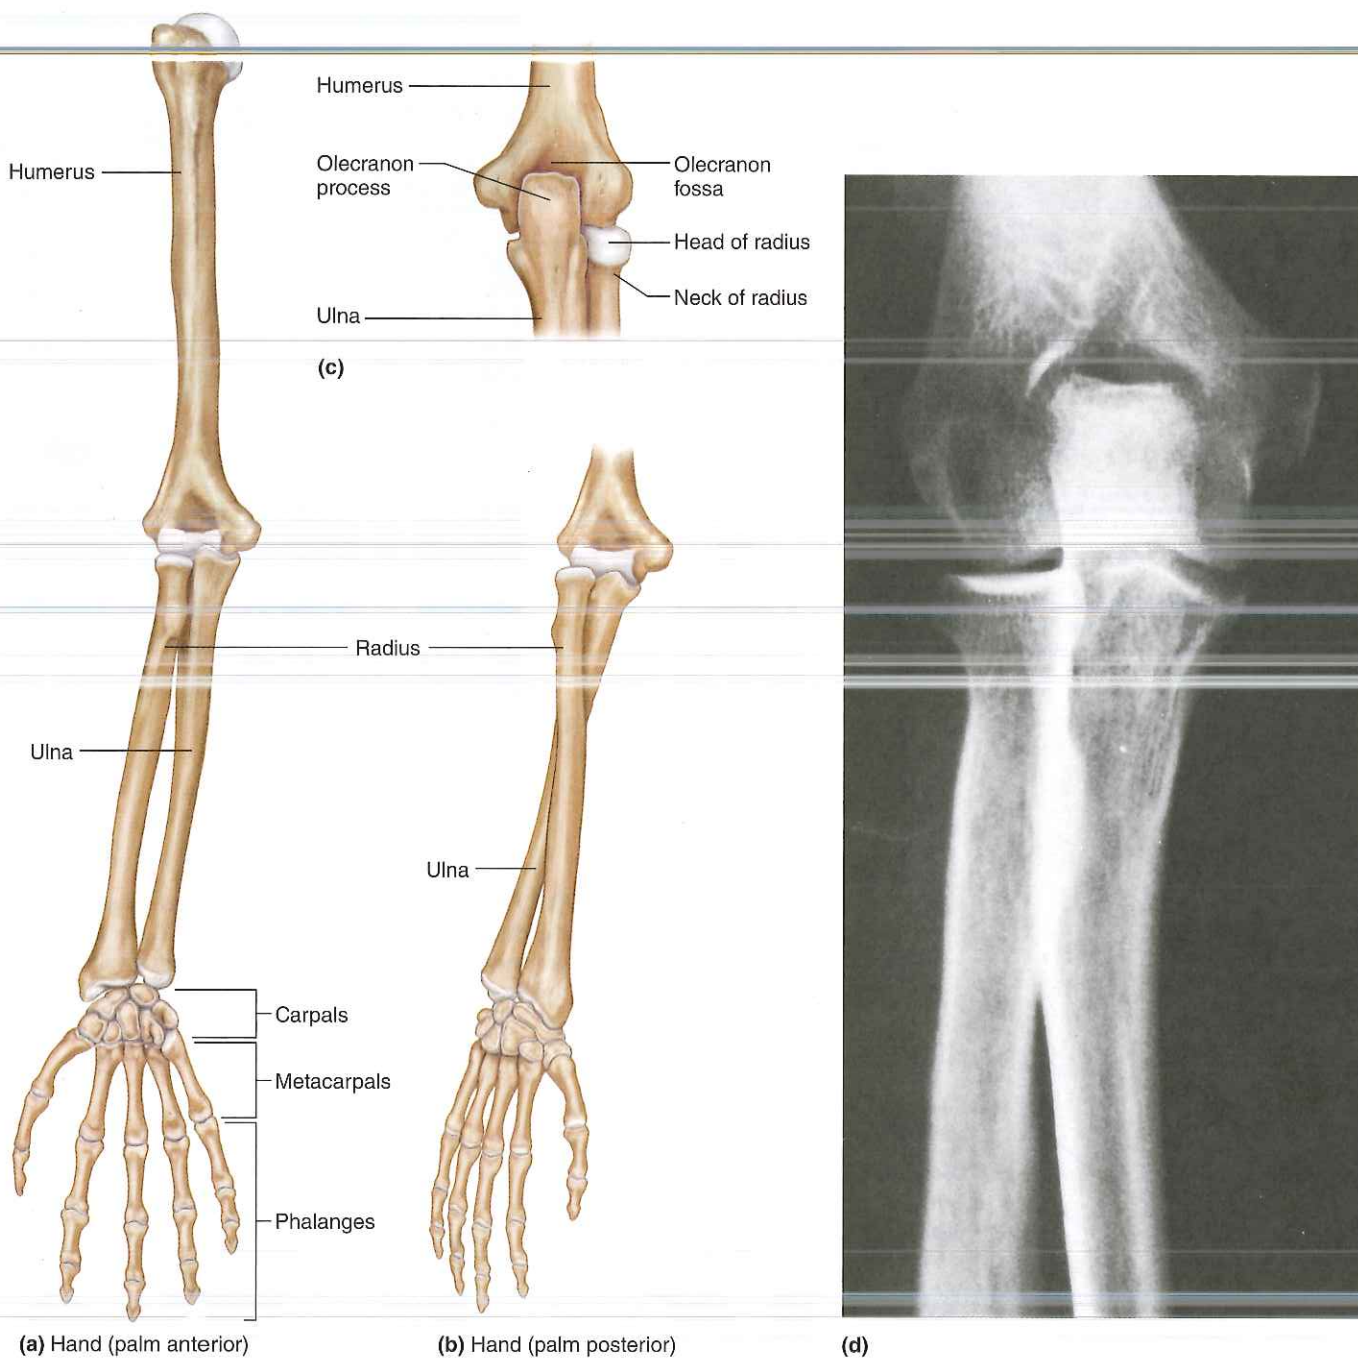 Humerus
Humerus
Olecranon
process
Olecranon
fossa
Head of radius
Neck of radius
Ulna
(c)
Radius
Ulna
Ulna
Carpals
Metacarpals
Phalanges
(a) Hand (palm anterior)
(b) Hand (palm posterior)
(d)